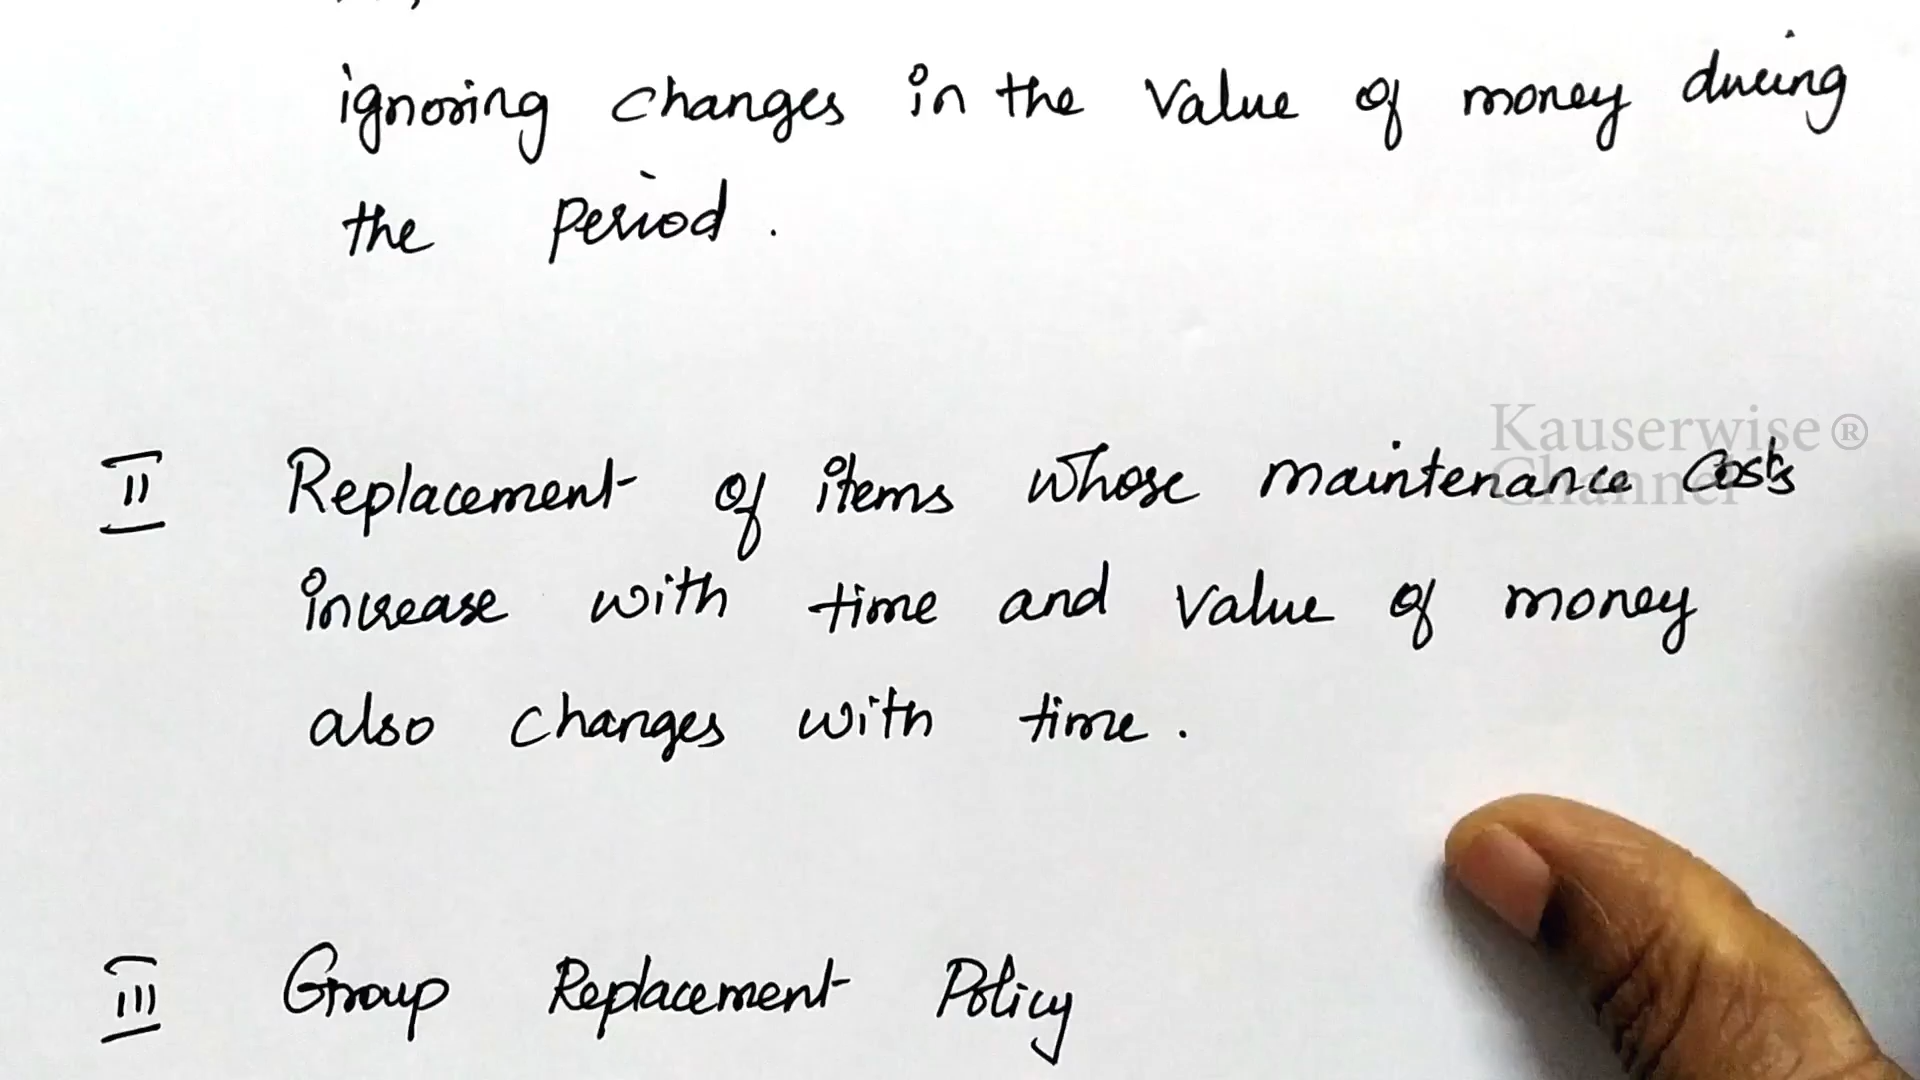 ignoring changes in the value of money during
the period.
Kauserwise®
Channel
II Replacement of items whose maintenance costs
increase with time and value of money
also changes with time.
III Group Replacement Policy